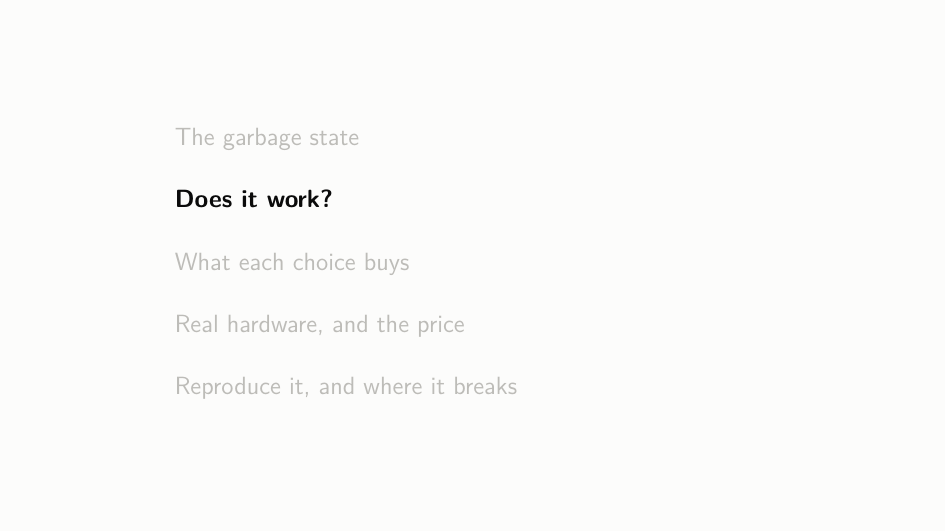 The garbage state
Does it work?
What each choice buys
Real hardware, and the price
Reproduce it, and where it breaks